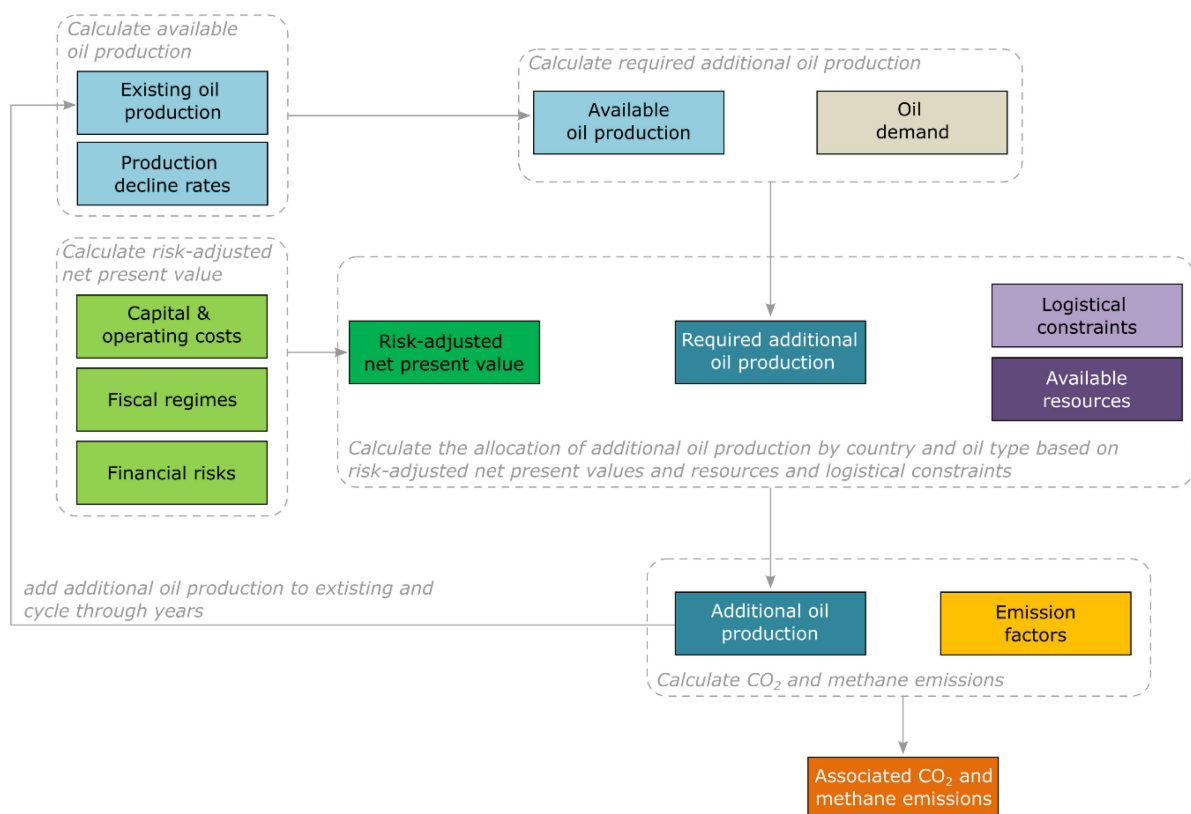 Calculate available
oil production
Existing oil
production
Production
decline rates
Calculate required additional oil production
Available
oil production
Oil
demand
Calculate risk-adjusted
net present value
Capital &
operating costs
Fiscal regimes
Financial risks
Risk-adjusted
net present value
Required additional
oil production
Logistical
constraints
Available
resources
Calculate the allocation of additional oil production by country and oil type based on
risk-adjusted net present values and resources and logistical constraints
add additional oil production to extisting and
cycle through years
Additional oil
production
Emission
factors
Calculate CO₂ and methane emissions
Associated CO₂ and
methane emissions